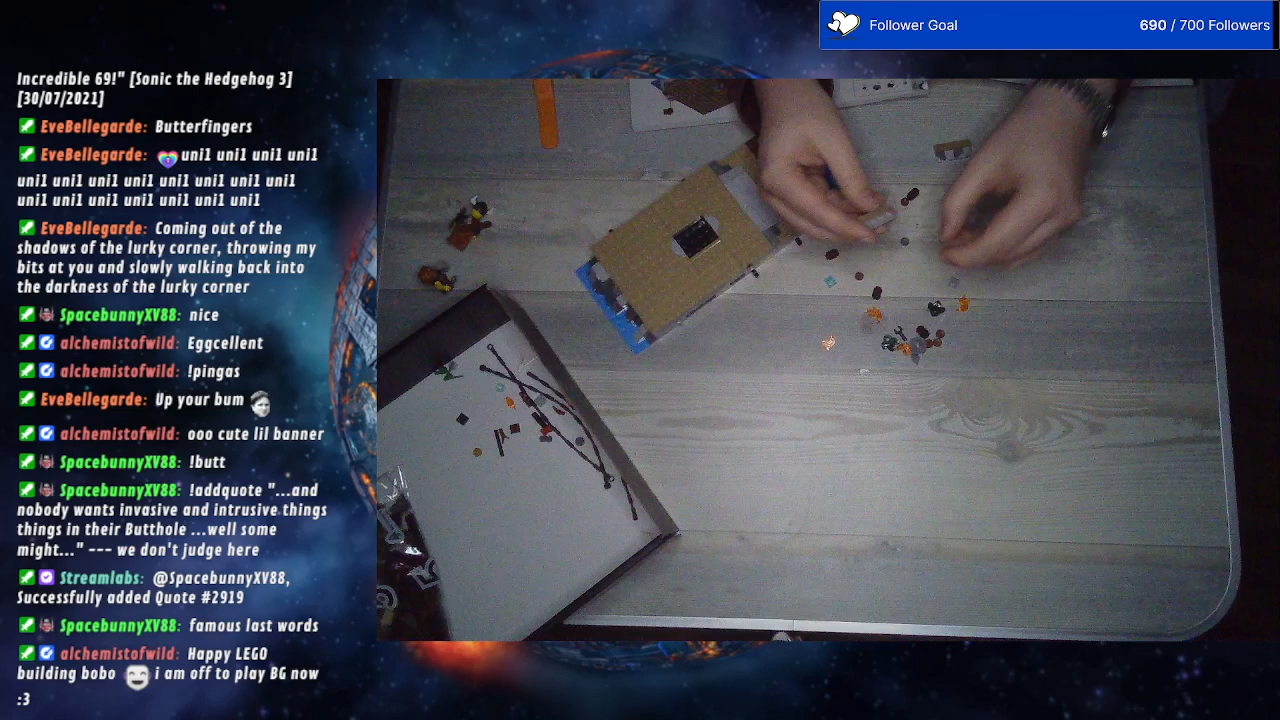 Follower Goal 690 / 700 Followers
Incredible 69!" [Sonic the Hedgehog 3]
[30/07/2021]
EveBellegarde: Butterfingers
EveBellegarde: uni1 uni1 uni1 uni1
uni1 uni1 uni1 uni1 uni1 uni1 uni1 uni1
uni1 uni1 uni1 uni1 uni1 uni1 uni1
EveBellegarde: Coming out of the
shadows of the lurky corner, throwing my
bits at you and slowly walking back into
the darkness of the lurky corner
SpacebunnyXV88: nice
alchemistofwild: Eggcellent
alchemistofwild: !pingas
EveBellegarde: Up your bum
alchemistofwild: ooo cute lil banner
SpacebunnyXV88: !butt
SpacebunnyXV88: !addquote "...and
nobody wants invasive and intrusive things
things in their Butthole ...well some
might..." --- we don't judge here
Streamlabs: @SpacebunnyXV88,
Successfully added Quote #2919
SpacebunnyXV88: famous last words
alchemistofwild: Happy LEGO
building bobo i am off to play BG now
:3